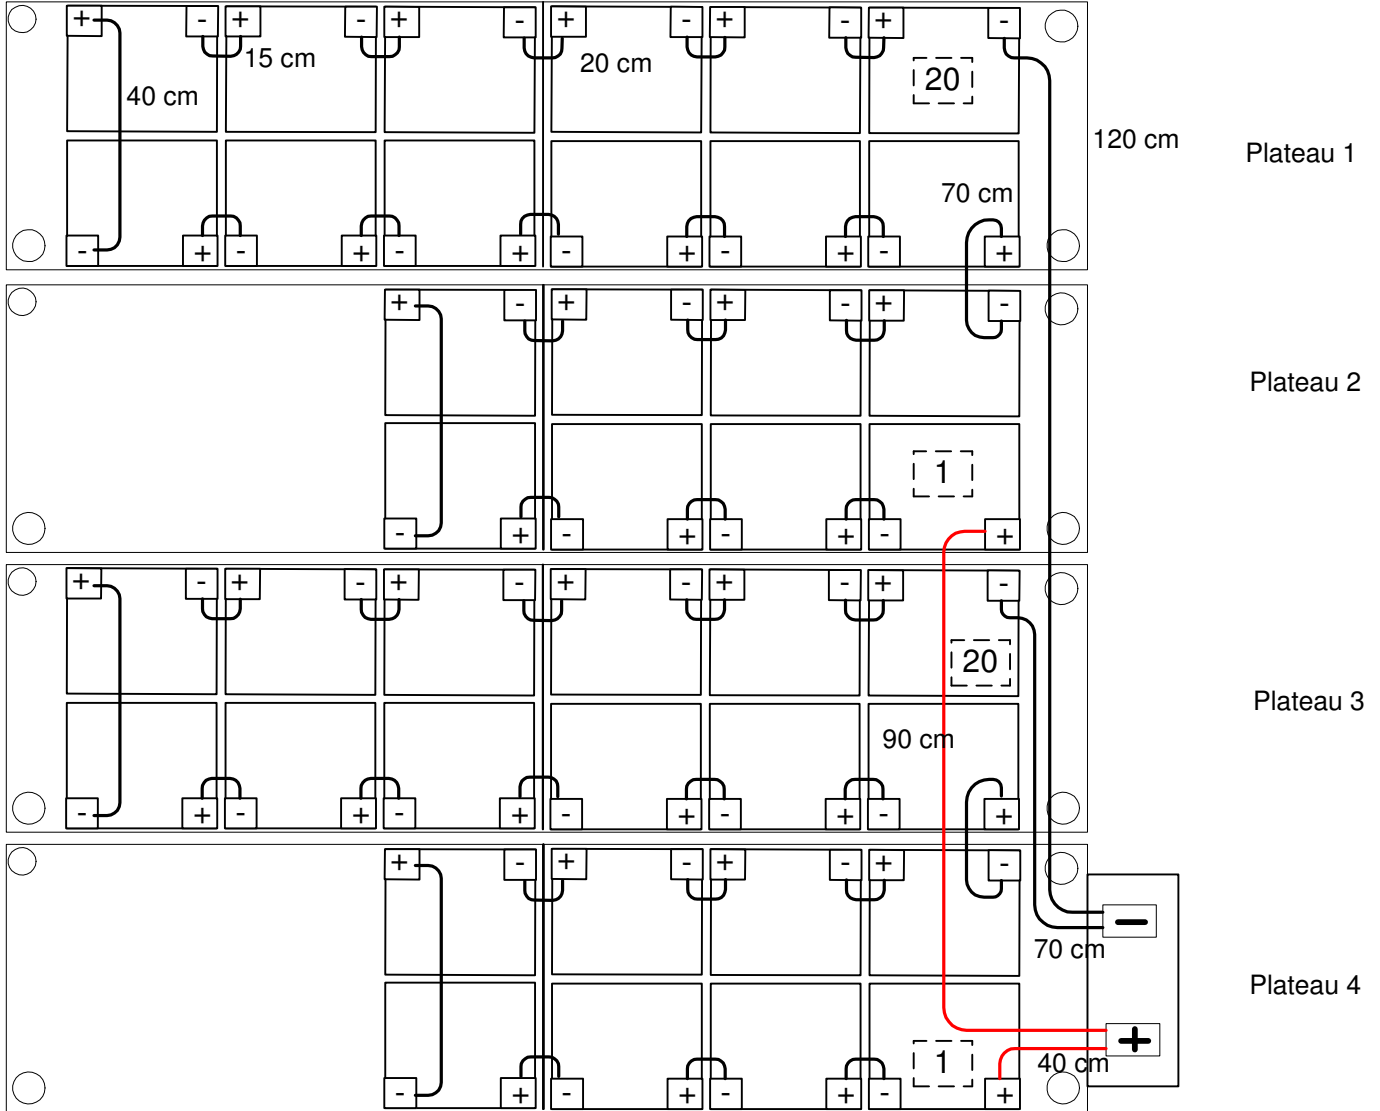 + - + - + - + - + - + -
15 cm
20 cm
40 cm
20
120 cm
Plateau 1
70 cm
- + - + - + - + - + - +
+ - + - + - + -
Plateau 2
1
- + - + - + - +
+ - + - + - + - + - + -
20
Plateau 3
90 cm
- + - + - + - + - + - +
+ - + - + - + -
-
70 cm
Plateau 4
+
1
40 cm
- + - + - + - +